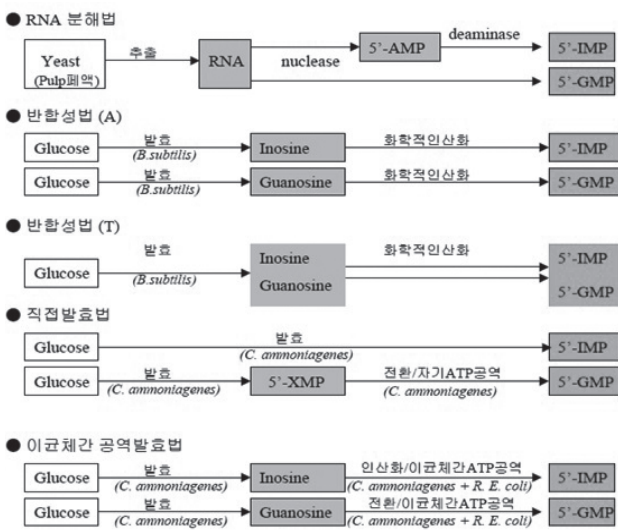 ● RNA 분해법
Yeast (Pulp폐액) 추출 RNA nuclease 5'-AMP deaminase 5'-IMP
5'-GMP
● 반합성법 (A)
Glucose 발효 (B.subtilis) Inosine 화학적인산화 5'-IMP
Glucose 발효 (B.subtilis) Guanosine 화학적인산화 5'-GMP
● 반합성법 (T)
Glucose 발효 (B.subtilis) Inosine Guanosine 화학적인산화 5'-IMP 5'-GMP
● 직접발효법
Glucose 발효 (C. ammoniagenes) 5'-IMP
Glucose 발효 (C. ammoniagenes) 5'-XMP 전환/자기ATP공역 (C. ammoniagenes) 5'-GMP
● 이균체간 공역발효법
Glucose 발효 (C. ammoniagenes) Inosine 인산화/이균체간ATP공역 (C. ammoniagenes + R. E. coli) 5'-IMP
Glucose 발효 (C. ammoniagenes) Guanosine 전환/이균체간ATP공역 (C. ammoniagenes + R. E. coli) 5'-GMP